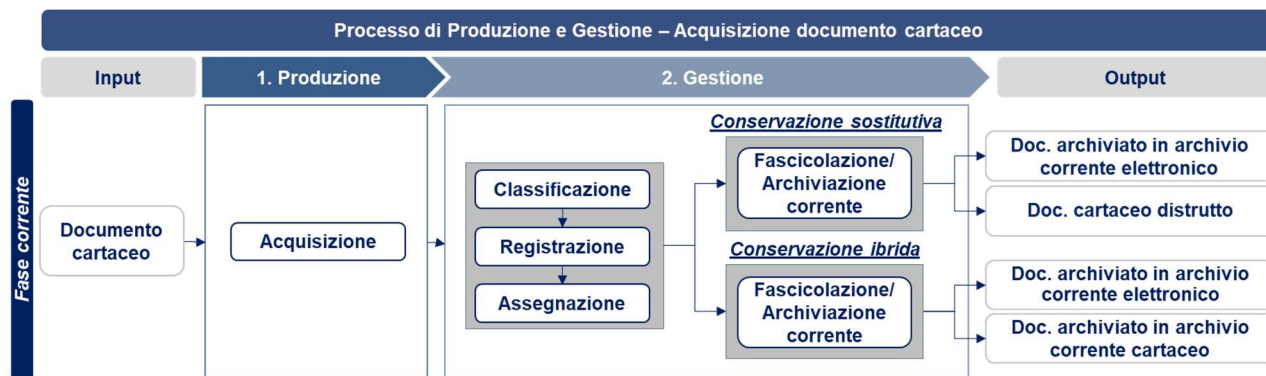 Processo di Produzione e Gestione – Acquisizione documento cartaceo
Input
1. Produzione
2. Gestione
Output
Fase corrente
Documento
cartaceo
Acquisizione
Classificazione
Registrazione
Assegnazione
Conservazione sostitutiva
Fascicolazione/
Archiviazione
corrente
Conservazione ibrida
Fascicolazione/
Archiviazione
corrente
Doc. archiviato in archivio
corrente elettronico
Doc. cartaceo distrutto
Doc. archiviato in archivio
corrente elettronico
Doc. archiviato in archivio
corrente cartaceo